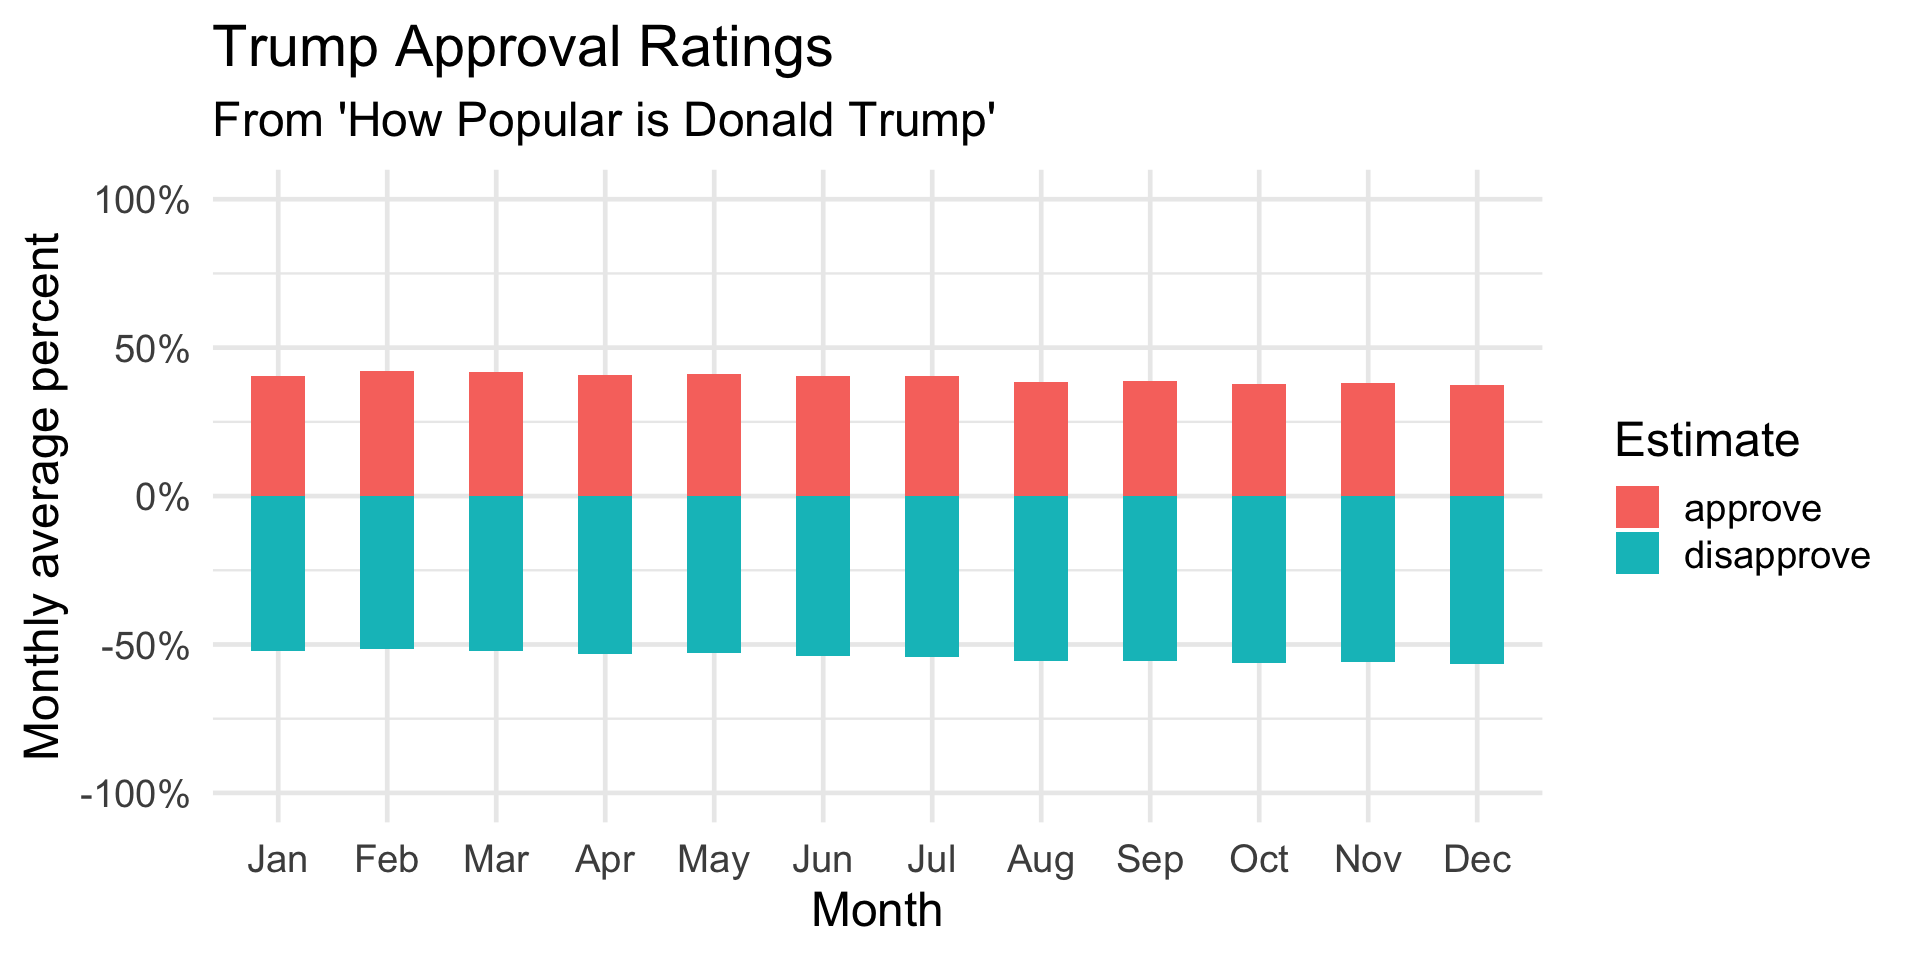 Trump Approval Ratings
From 'How Popular is Donald Trump'
Monthly average percent
100%
50%
0%
-50%
-100%
Jan Feb Mar Apr May Jun Jul Aug Sep Oct Nov Dec
Month
Estimate
approve
disapprove